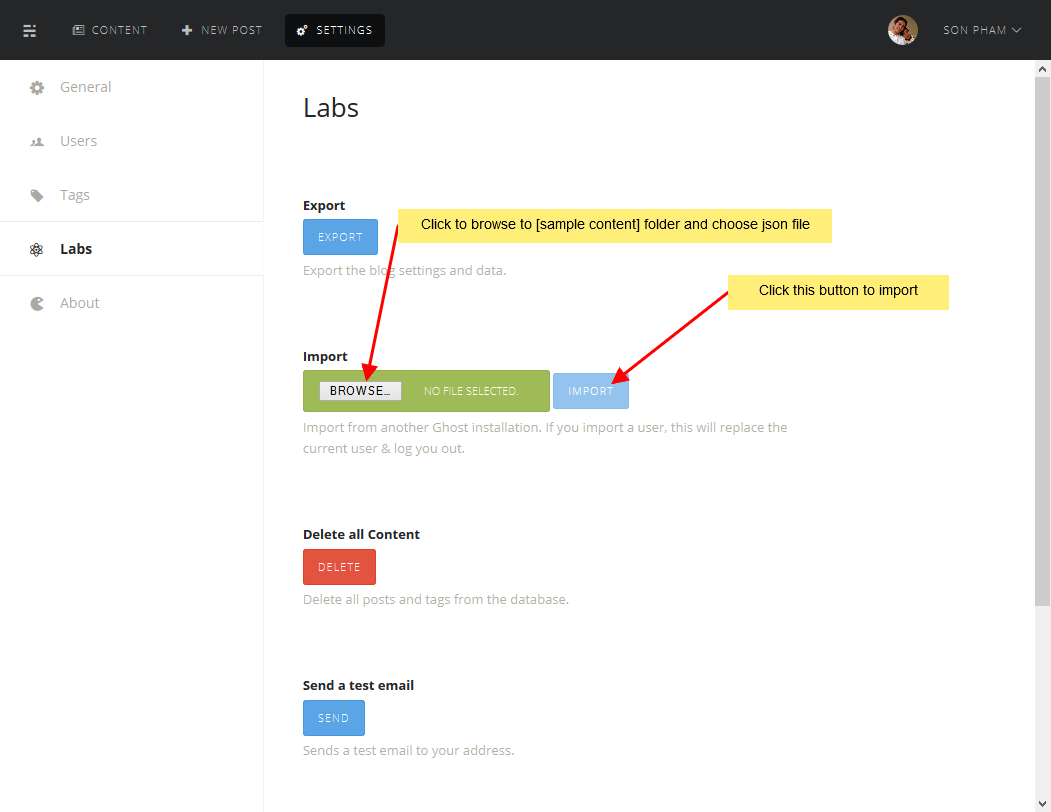 CONTENT
NEW POST
SETTINGS
SON PHAM
General
Users
Tags
Labs
About
Labs
Export
EXPORT
Click to browse to [sample content] folder and choose json file
Export the blog settings and data.
Click this button to import
Import
BROWSE...
NO FILE SELECTED.
IMPORT
Import from another Ghost installation. If you import a user, this will replace the
current user & log you out.
Delete all Content
DELETE
Delete all posts and tags from the database.
Send a test email
SEND
Sends a test email to your address.